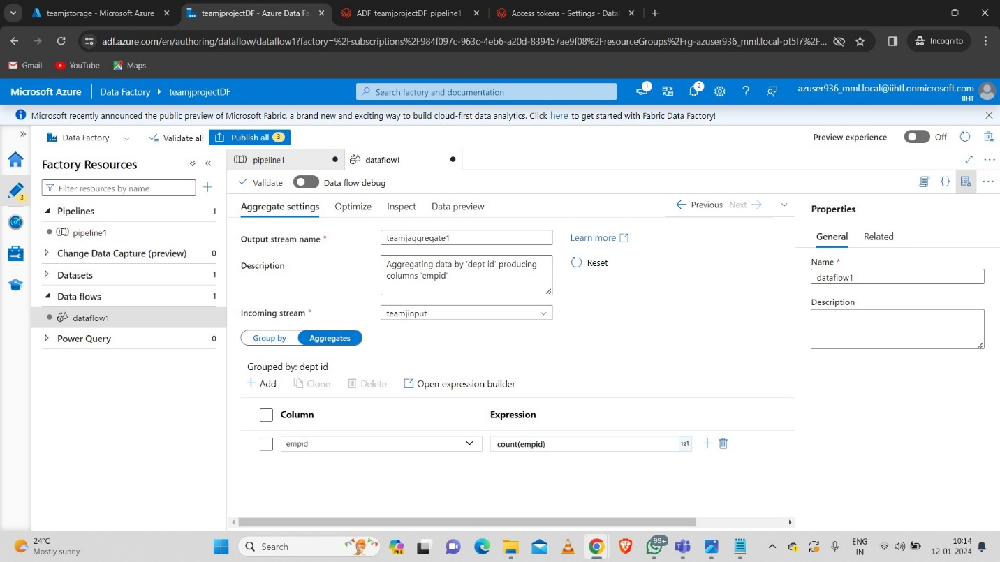 teamjstorage - Microsoft Azure
teamjprojectDF - Azure Data Fa
ADF_teamjprojectDF_pipeline1_
Access tokens - Settings - Data
adf.azure.com/en/authoring/dataflow/dataflow1?factory=%2Fsubscriptions%2F984f097c-963c-4eb6-a20d-839457ae9f08%2FresourceGroups%2Frg-azuser936_mml.local-pt5l7%2F...
Incognito
Gmail
YouTube
Maps
Microsoft Azure
Data Factory
teamjprojectDF
Search factory and documentation
1
2
azuser936_mml.local@iihtl.onmicrosoft.com
IIHT
Microsoft recently announced the public preview of Microsoft Fabric, a brand new and exciting way to build cloud-first data analytics. Click here to get started with Fabric Data Factory!
Data Factory
Validate all
Publish all 3
Preview experience
Off
Factory Resources
Filter resources by name
3
Pipelines 1
pipeline1
Change Data Capture (preview) 0
Datasets 1
Data flows 1
dataflow1
Power Query 0
pipeline1
dataflow1
Validate
Data flow debug
{}
Aggregate settings
Optimize
Inspect
Data preview
Previous
Next
Output stream name *
teamjaggregate1
Learn more
Description
Aggregating data by 'dept id' producing
columns 'empid'
Reset
Incoming stream *
teamjinput
Group by
Aggregates
Grouped by: dept id
Add
Clone
Delete
Open expression builder
Column
Expression
empid
count(empid)
12l
Properties
General
Related
Name *
dataflow1
Description
24°C
Mostly sunny
Search
PRE
99+
ENG
IN
10:14
12-01-2024